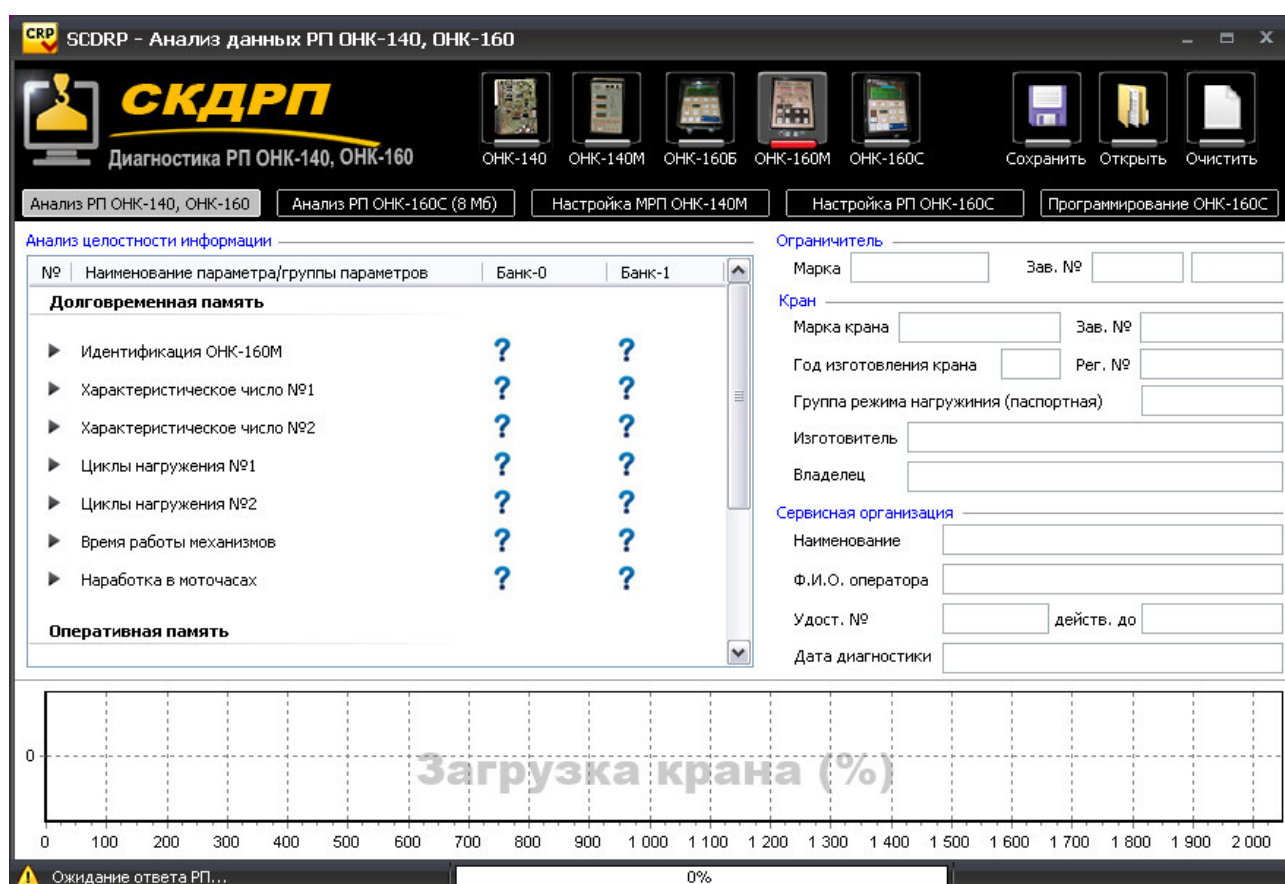 CRP SCDRP - Анализ данных РП ОНК-140, ОНК-160
СКДРП
Диагностика РП ОНК-140, ОНК-160
ОНК-140 ОНК-140М ОНК-160Б ОНК-160М ОНК-160С Сохранить Открыть Очистить
Анализ РП ОНК-140, ОНК-160 Анализ РП ОНК-160С (8 Мб) Настройка МРП ОНК-140М Настройка РП ОНК-160С Программирование ОНК-160С
Анализ целостности информации
№ Наименование параметра/группы параметров Банк-0 Банк-1
Долговременная память
Идентификация ОНК-160М ? ?
Характеристическое число №1 ? ?
Характеристическое число №2 ? ?
Циклы нагружения №1 ? ?
Циклы нагружения №2 ? ?
Время работы механизмов ? ?
Наработка в моточасах ? ?
Оперативная память
Ограничитель
Марка Зав. №
Кран
Марка крана Зав. №
Год изготовления крана Рег. №
Группа режима нагружиния (паспортная)
Изготовитель
Владелец
Сервисная организация
Наименование
Ф.И.О. оператора
Удост. № действ. до
Дата диагностики
0
Загрузка крана (%)
0 100 200 300 400 500 600 700 800 900 1 000 1 100 1 200 1 300 1 400 1 500 1 600 1 700 1 800 1 900 2 000
Ожидание ответа РП... 0%